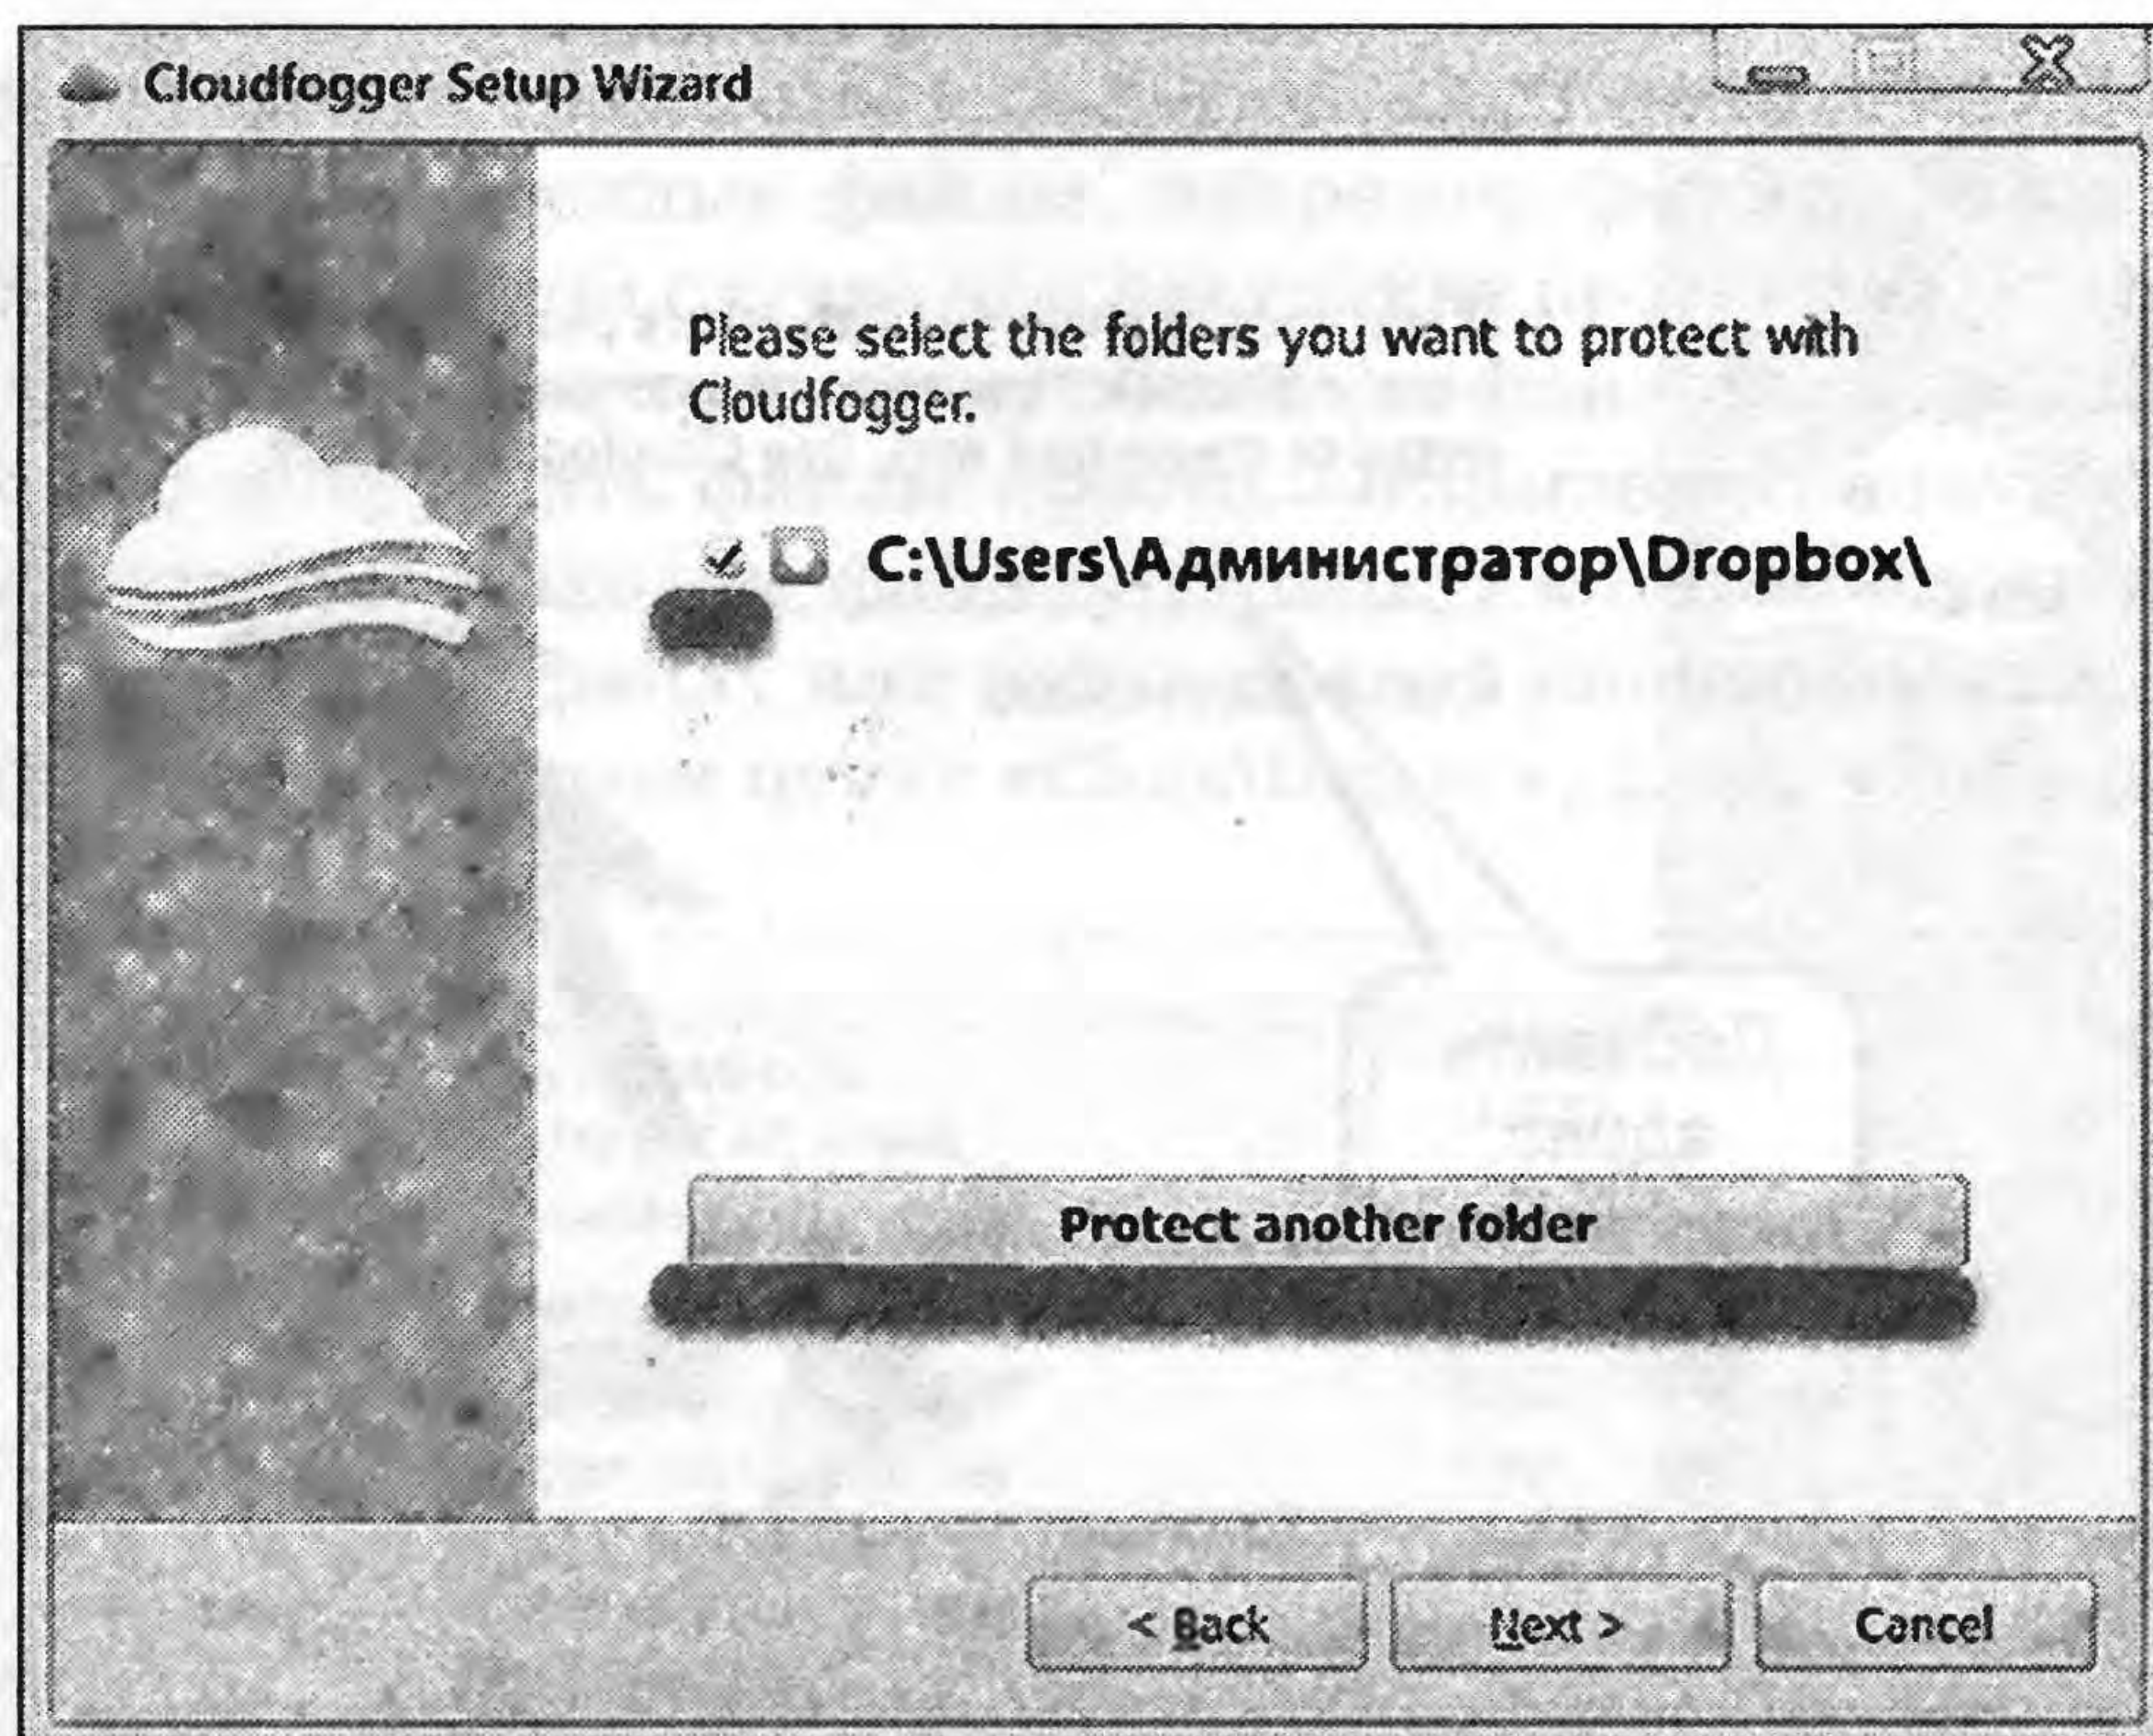 Cloudfogger Setup Wizard
Please select the folders you want to protect with
Cloudfogger.
C:\Users\Администратор\Dropbox\
Protect another folder
< Back
Next >
Cancel